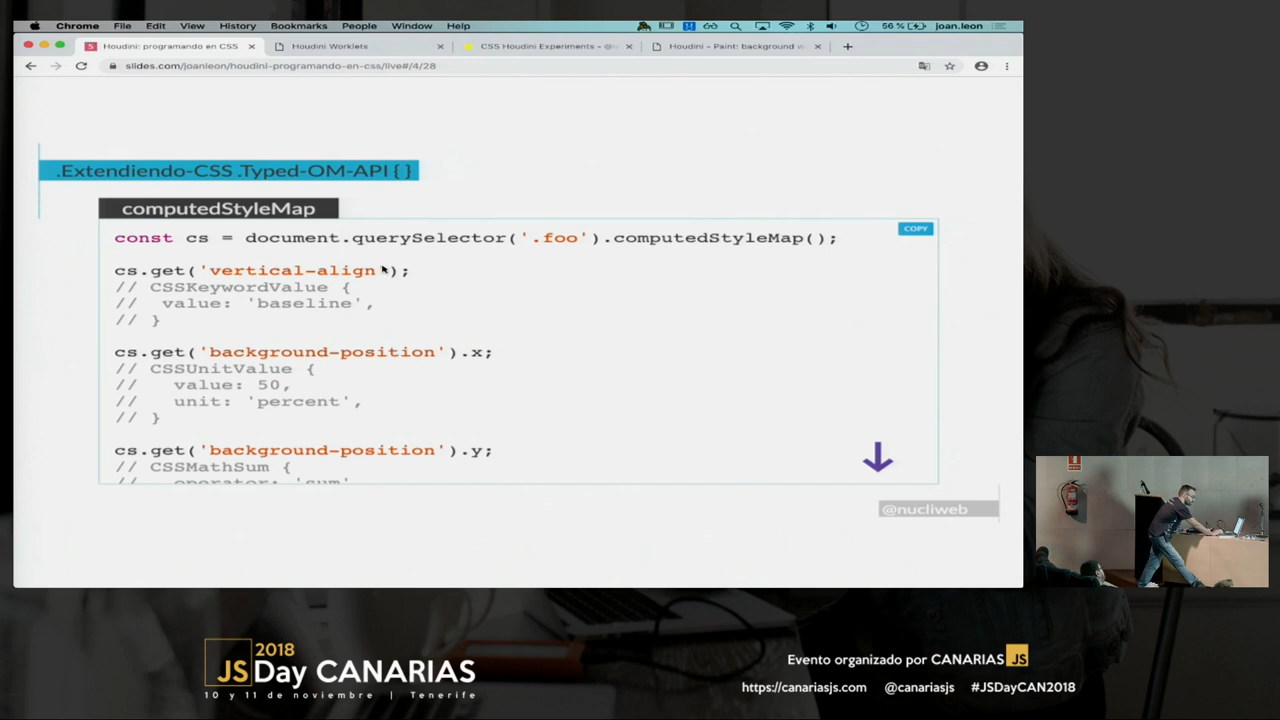 Chrome File Edit View History Bookmarks People Window Help 56 % joan.leon
Houdini: programando en CSS
Houdini Worklets
CSS Houdini Experiments -
Houdini - Paint: background w
slides.com/joanleon/houdini-programando-en-css/live#/4/28
.Extendiendo-CSS .Typed-OM-API { }
computedStyleMap
COPY
const cs = document.querySelector('.foo').computedStyleMap();
cs.get('vertical-align');
// CSSKeywordValue {
// value: 'baseline',
// }
cs.get('background-position').x;
// CSSUnitValue {
// value: 50,
// unit: 'percent',
// }
cs.get('background-position').y;
// CSSMathSum {
// operator: 'sum'
@nucliweb
2018
JSDay CANARIAS
10 y 11 de noviembre | Tenerife
Evento organizado por CANARIAS JS
https://canariasjs.com @canariasjs #JSDayCAN2018